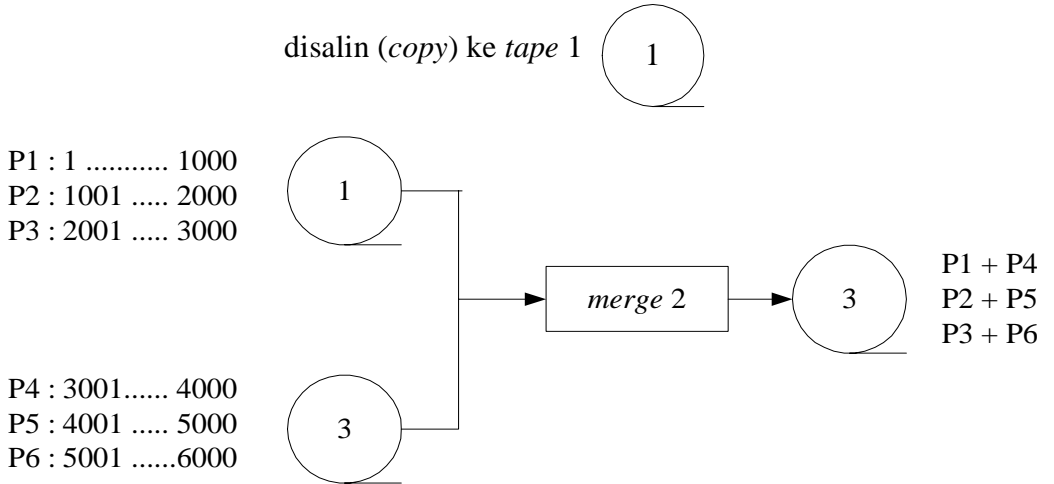 disalin (copy) ke tape 1
1
P1 : 1 ........... 1000
P2 : 1001 ..... 2000
P3 : 2001 ..... 3000
1
merge 2
3
P1 + P4
P2 + P5
P3 + P6
P4 : 3001...... 4000
P5 : 4001 ..... 5000
P6 : 5001 ......6000
3